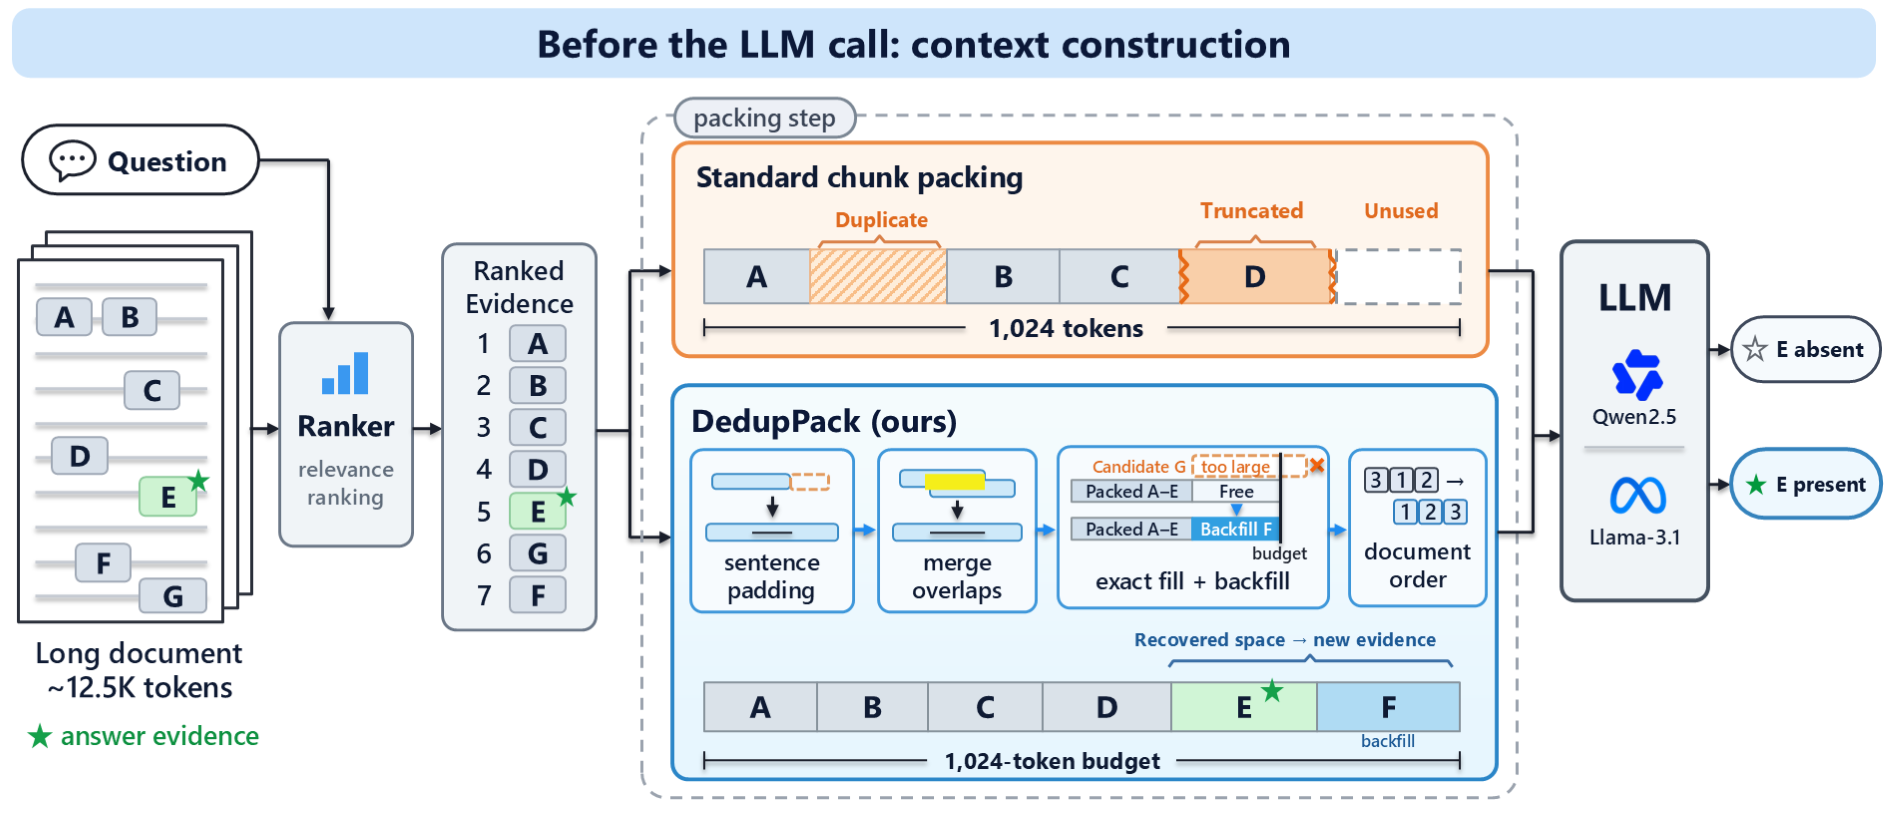 Before the LLM call: context construction
Question
A
B
C
D
E
F
G
Long document
~12.5K tokens
answer evidence
Ranker
relevance
ranking
Ranked
Evidence
1 A
2 B
3 C
4 D
5 E
6 G
7 F
packing step
Standard chunk packing
Duplicate
Truncated
Unused
A
B
C
D
1,024 tokens
DedupPack (ours)
sentence
padding
merge
overlaps
Candidate G too large
Packed A–E Free
Packed A–E Backfill F
budget
exact fill + backfill
3 1 2 →
1 2 3
document
order
Recovered space → new evidence
A
B
C
D
E
F
backfill
1,024-token budget
LLM
Qwen2.5
Llama-3.1
E absent
E present